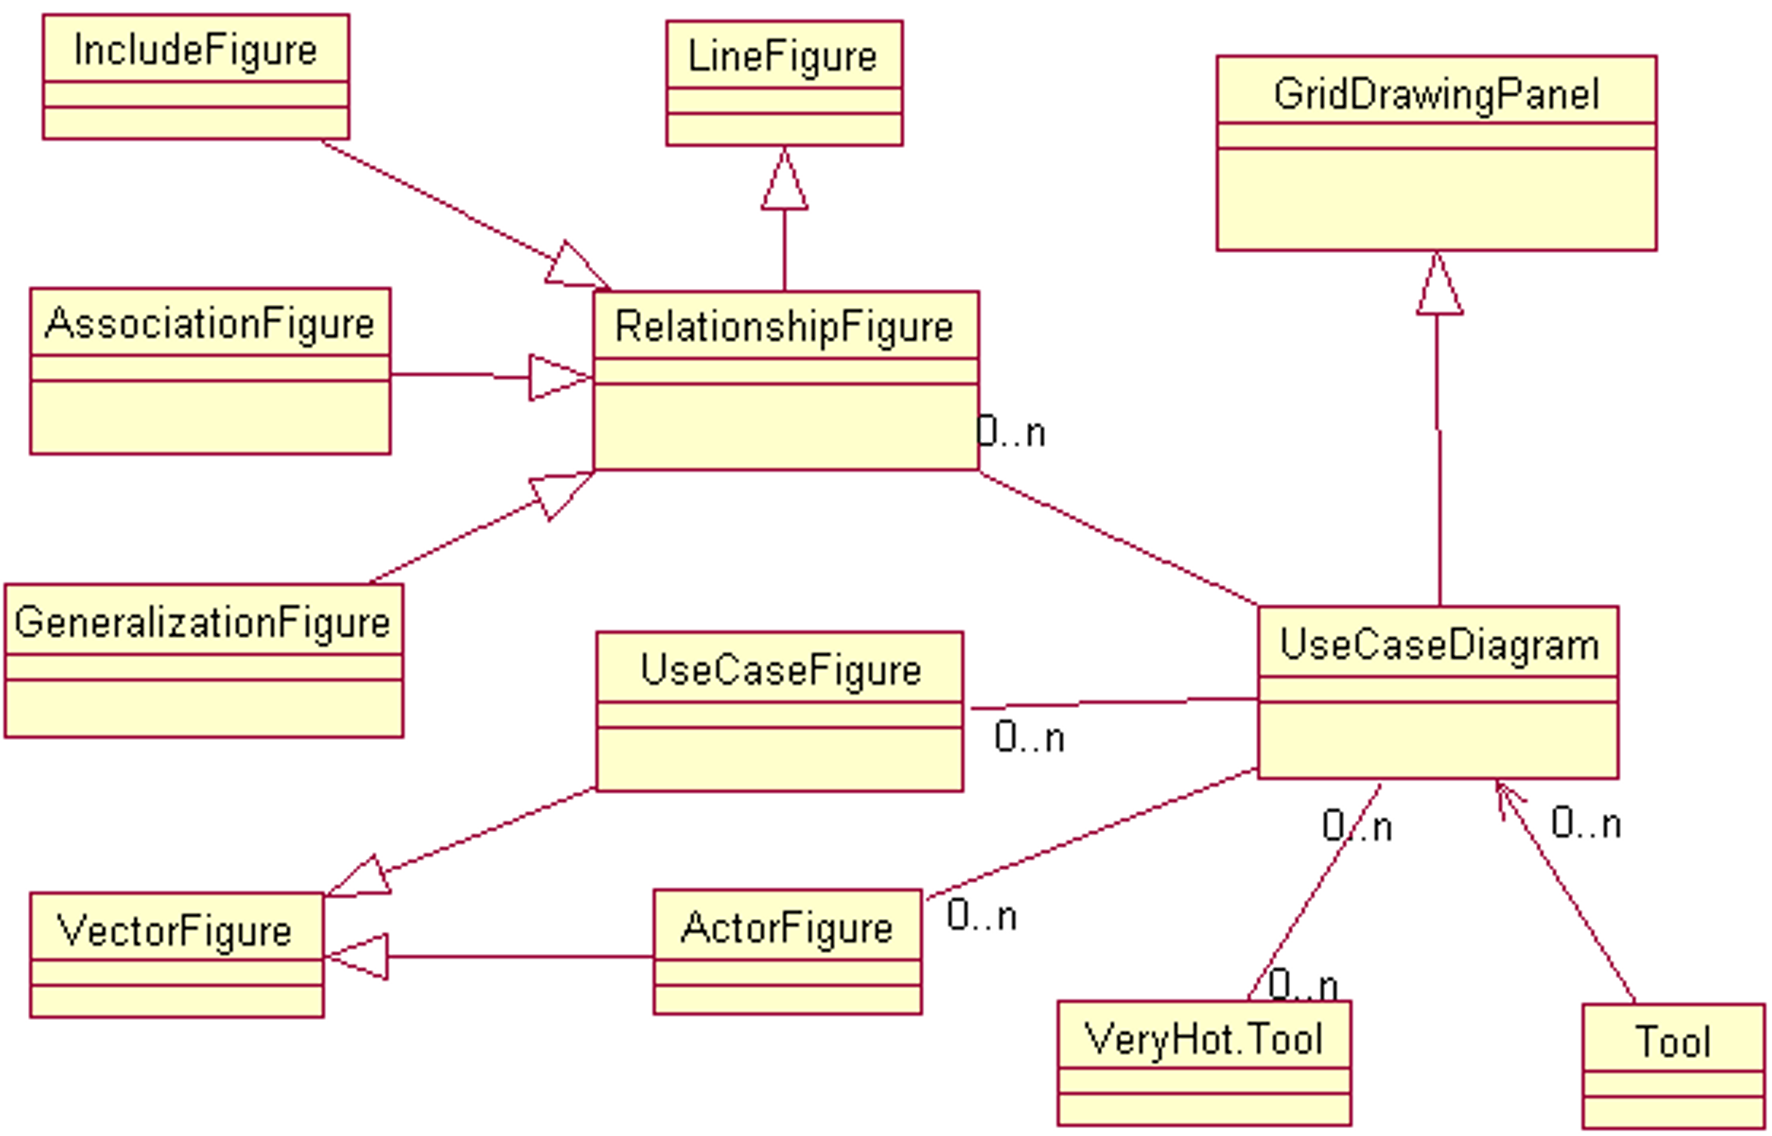 IncludeFigure
LineFigure
GridDrawingPanel
AssociationFigure
RelationshipFigure
0..n
GeneralizationFigure
UseCaseFigure
UseCaseDiagram
0..n
0..n
0..n
VectorFigure
ActorFigure
0..n
0..n
VeryHot.Tool
Tool